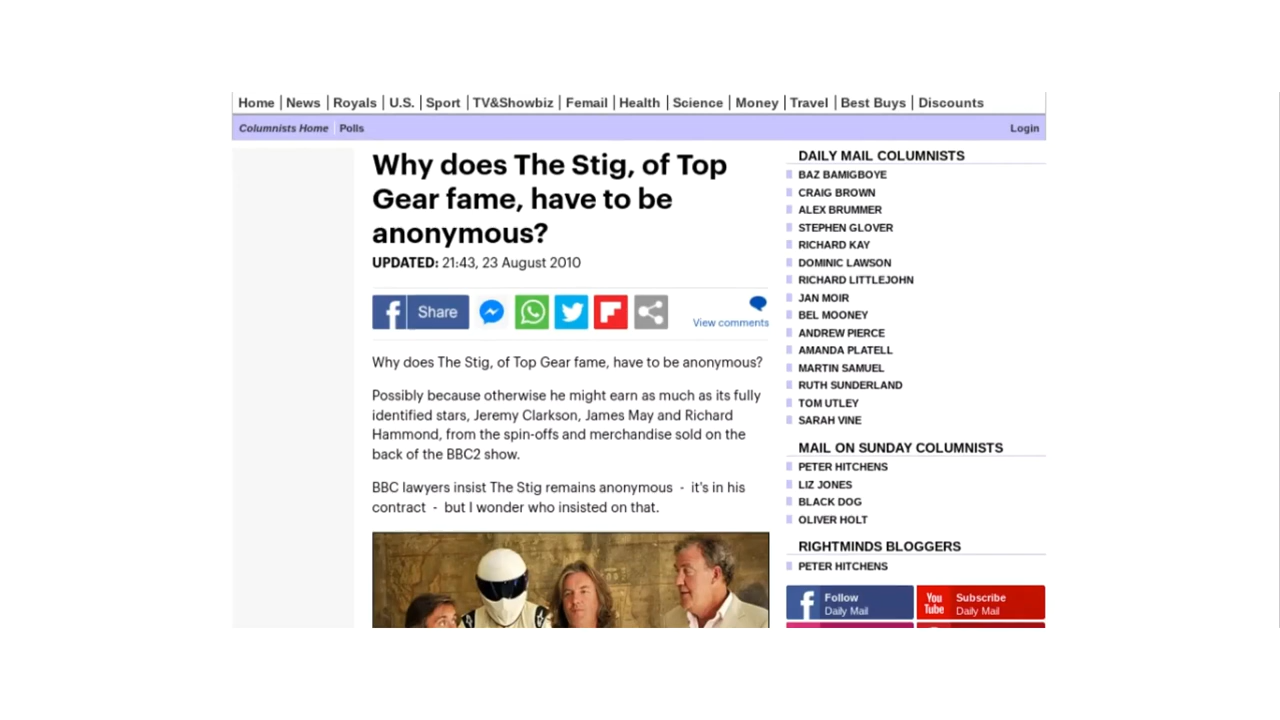 Home | News | Royals | U.S. | Sport | TV&Showbiz | Femail | Health | Science | Money | Travel | Best Buys | Discounts
Columnists Home | Polls
Login
Why does The Stig, of Top
Gear fame, have to be
anonymous?
UPDATED: 21:43, 23 August 2010
Share
View comments
Why does The Stig, of Top Gear fame, have to be anonymous?
Possibly because otherwise he might earn as much as its fully
identified stars, Jeremy Clarkson, James May and Richard
Hammond, from the spin-offs and merchandise sold on the
back of the BBC2 show.
BBC lawyers insist The Stig remains anonymous - it's in his
contract - but I wonder who insisted on that.
DAILY MAIL COLUMNISTS
BAZ BAMIGBOYE
CRAIG BROWN
ALEX BRUMMER
STEPHEN GLOVER
RICHARD KAY
DOMINIC LAWSON
RICHARD LITTLEJOHN
JAN MOIR
BEL MOONEY
ANDREW PIERCE
AMANDA PLATELL
MARTIN SAMUEL
RUTH SUNDERLAND
TOM UTLEY
SARAH VINE
MAIL ON SUNDAY COLUMNISTS
PETER HITCHENS
LIZ JONES
BLACK DOG
OLIVER HOLT
RIGHTMINDS BLOGGERS
PETER HITCHENS
Follow
Daily Mail
You
Tube
Subscribe
Daily Mail